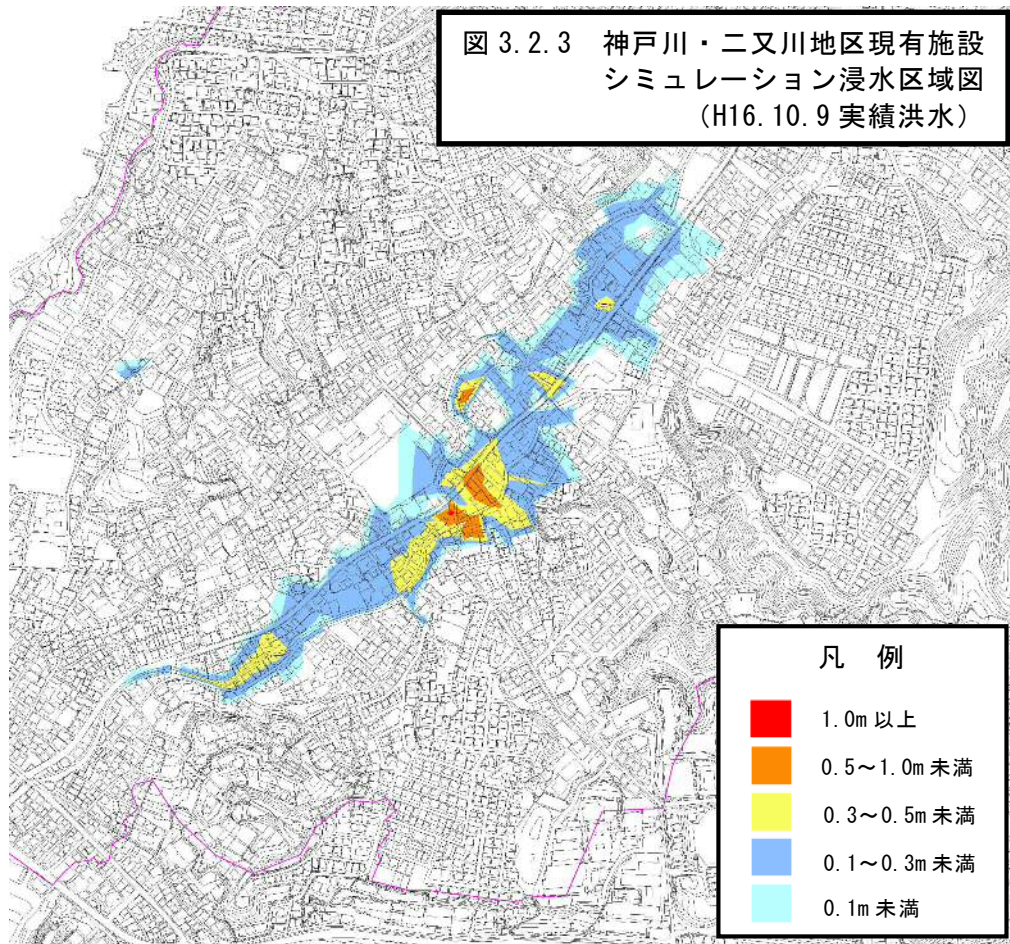 図 3.2.3 神戸川・二又川地区現有施設
シミュレーション浸水区域図
(H16.10.9 実績洪水)
凡 例
1.0m 以上
0.5～1.0m 未満
0.3～0.5m 未満
0.1～0.3m 未満
0.1m 未満